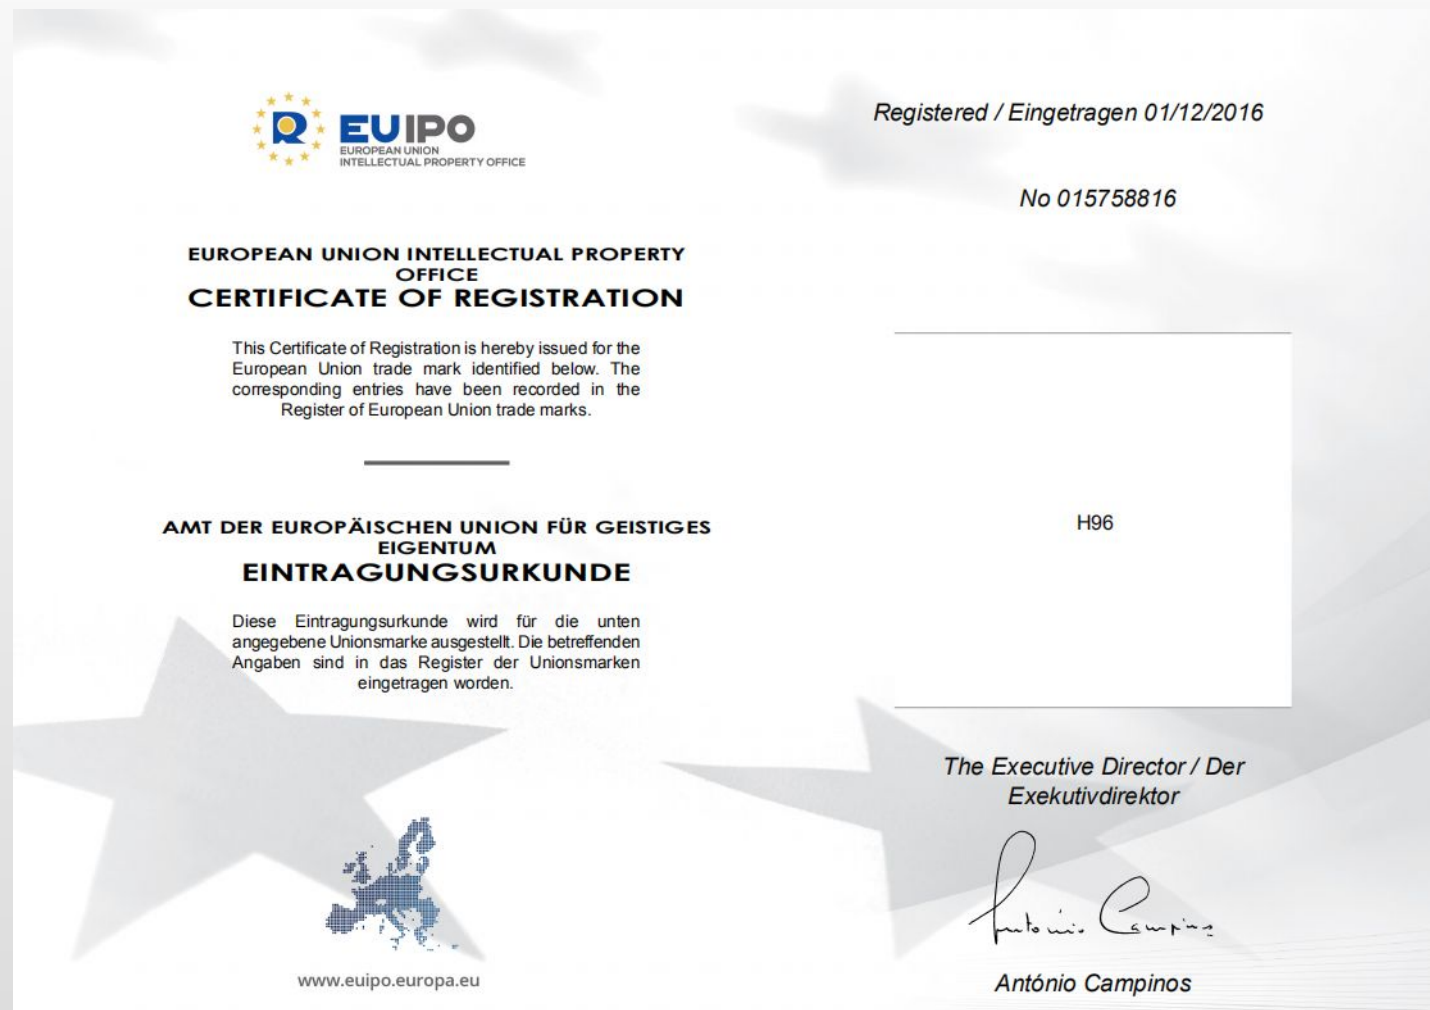 EUIPO
EUROPEAN UNION
INTELLECTUAL PROPERTY OFFICE
EUROPEAN UNION INTELLECTUAL PROPERTY
OFFICE
CERTIFICATE OF REGISTRATION
This Certificate of Registration is hereby issued for the
European Union trade mark identified below. The
corresponding entries have been recorded in the
Register of European Union trade marks.
AMT DER EUROPÄISCHEN UNION FÜR GEISTIGES
EIGENTUM
EINTRAGUNGSURKUNDE
Diese Eintragungsurkunde wird für die unten
angegebene Unionsmarke ausgestellt. Die betreffenden
Angaben sind in das Register der Unionsmarken
eingetragen worden.
www.euipo.europa.eu
Registered / Eingetragen 01/12/2016
No 015758816
H96
The Executive Director / Der
Exekutivdirektor
António Campinos
António Campinos